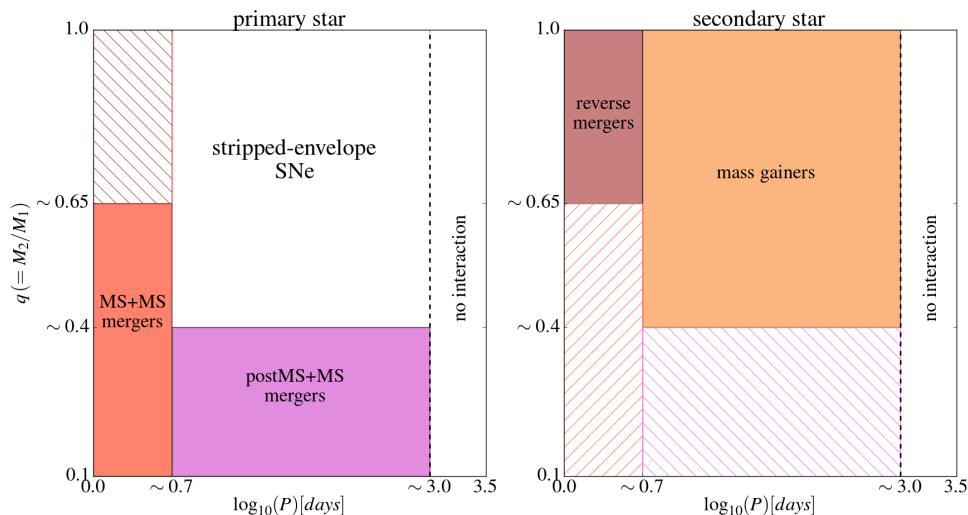 primary star
1.0
stripped-envelope
SNe
~ 0.65
q (= M₂/M₁)
no interaction
MS+MS
mergers
~ 0.4
postMS+MS
mergers
0.1
0.0
~ 0.7
~ 3.0
3.5
log₁₀(P)[days]
secondary star
1.0
reverse
mergers
mass gainers
~ 0.65
no interaction
~ 0.4
0.1
0.0
~ 0.7
~ 3.0
3.5
log₁₀(P)[days]